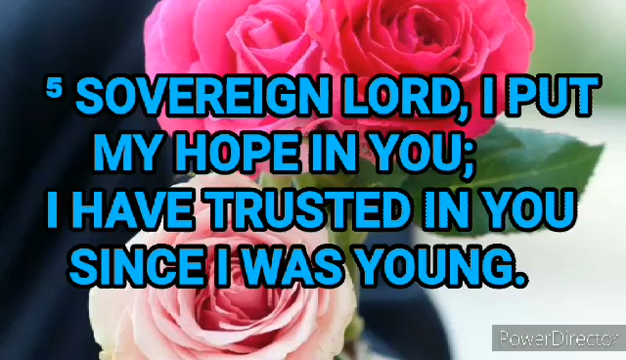 ⁵ SOVEREIGN LORD, I PUT
MY HOPE IN YOU;
I HAVE TRUSTED IN YOU
SINCE I WAS YOUNG.
PowerDirector